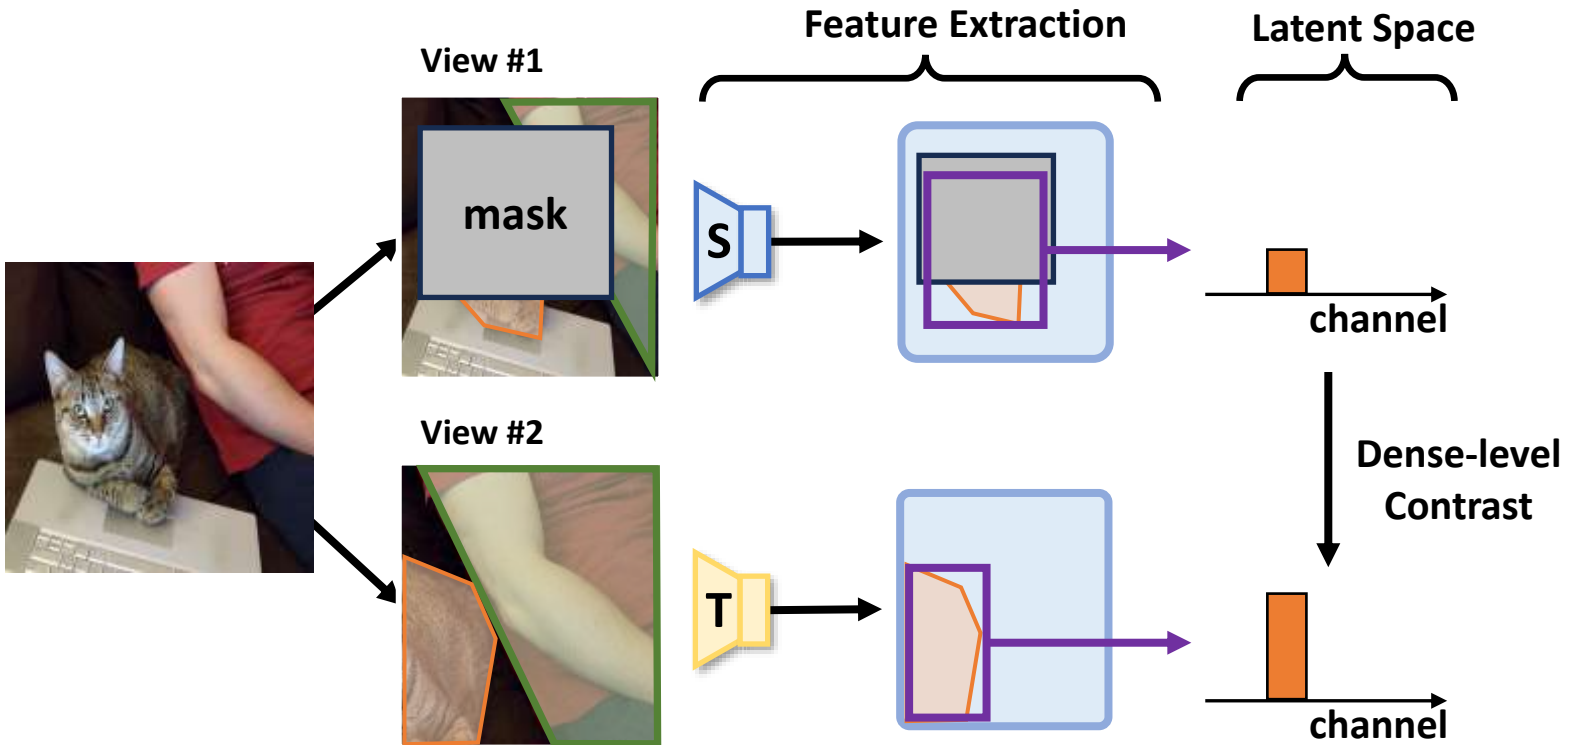 Feature Extraction
Latent Space
View #1
mask
S
channel
View #2
Dense-level
Contrast
T
channel